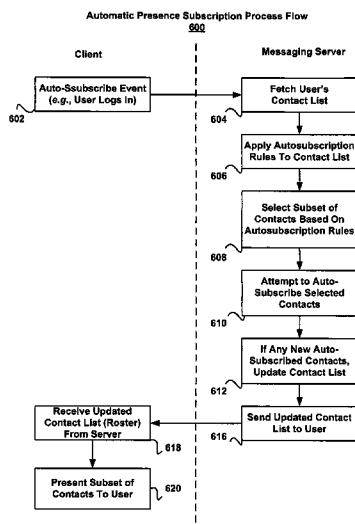 Automatic Presence Subscription Process Flow
600
Client
Messaging Server
Auto-Ssubscribe Event
(e.g., User Logs In)
602
Fetch User's
Contact List
604
Apply Autosubscription
Rules To Contact List
606
Select Subset of
Contacts Based On
Autosubscription Rules
608
Attempt to Auto-
Subscribe Selected
Contacts
610
If Any New Auto-
Subscribed Contacts,
Update Contact List
612
Send Updated Contact
List to User
616
Receive Updated
Contact List (Roster)
From Server
618
Present Subset of
Contacts To User
620